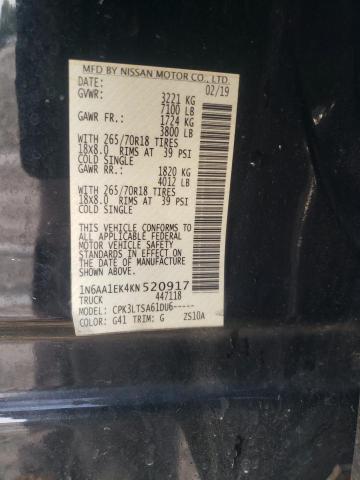 MFD BY NISSAN MOTOR CO., LTD.
DATE: 02/19
GVWR: 3221 KG
7100 LB
GAWR FR.: 1724 KG
3800 LB
WITH 265/70R18 TIRES
18x8.0 RIMS AT 39 PSI
COLD SINGLE
GAWR RR.: 1820 KG
4012 LB
WITH 265/70R18 TIRES
18x8.0 RIMS AT 39 PSI
COLD SINGLE
THIS VEHICLE CONFORMS TO
ALL APPLICABLE FEDERAL
MOTOR VEHICLE SAFETY
STANDARDS IN EFFECT ON
THE DATE OF MANUFACTURE
SHOWN ABOVE.
1N6AA1EK4KN520917
TRUCK 447118
MODEL: CPK3LTSA61DU6-----
COLOR: G41 TRIM: G ZS10A